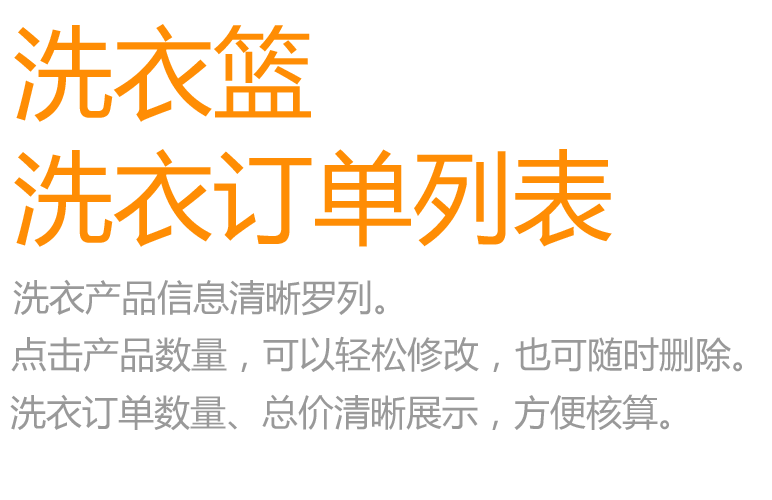 洗衣篮
洗衣订单列表
洗衣产品信息清晰罗列。
点击产品数量，可以轻松修改，也可随时删除。
洗衣订单数量、总价清晰展示，方便核算。